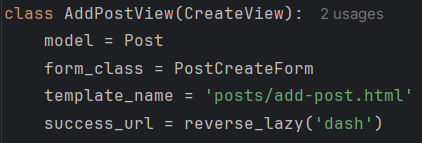 class AddPostView(CreateView): 2 usages
    model = Post
    form_class = PostCreateForm
    template_name = 'posts/add-post.html'
    success_url = reverse_lazy('dash')